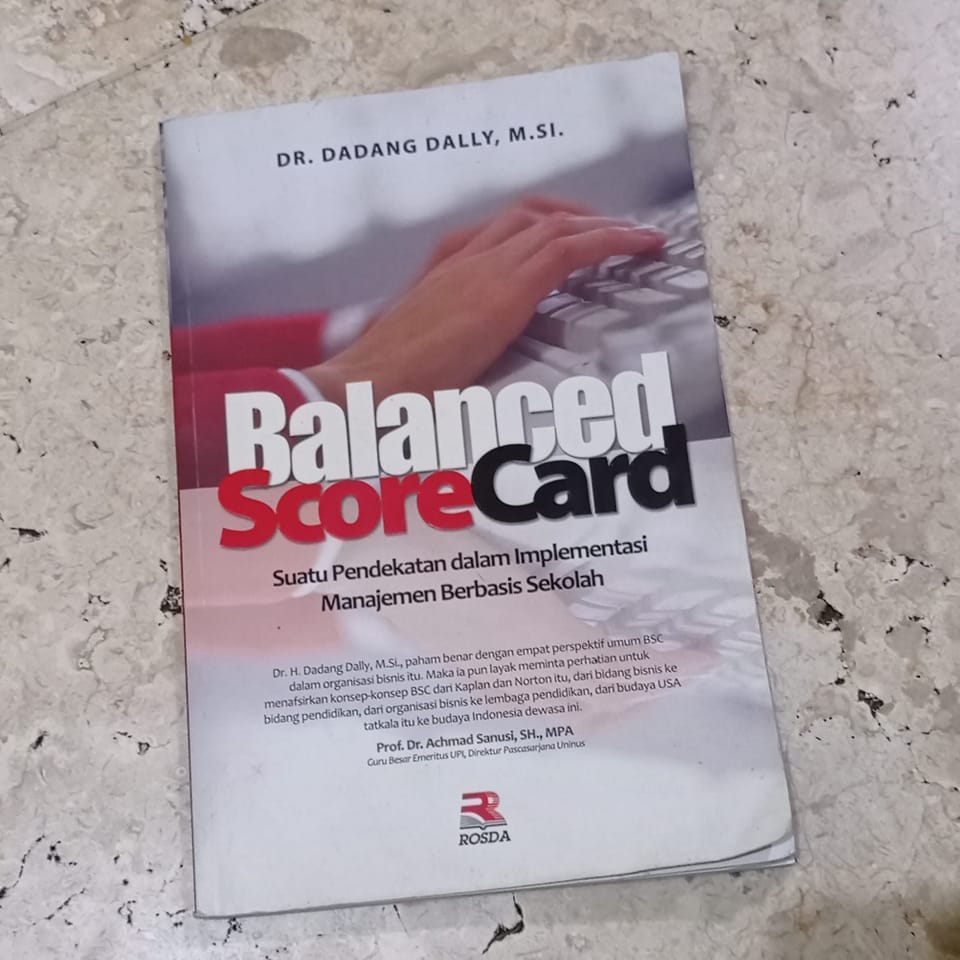 DR. DADANG DALLY, M.SI.
Balanced
ScoreCard
Suatu Pendekatan dalam Implementasi
Manajemen Berbasis Sekolah
Dr. H. Dadang Dally, M.Si., paham benar dengan empat perspektif umum BSC
dalam organisasi bisnis itu. Maka ia pun layak meminta perhatian untuk
menafsirkan konsep-konsep BSC dari Kaplan dan Norton itu, dari bidang bisnis ke
bidang pendidikan, dari organisasi bisnis ke lembaga pendidikan, dari budaya USA
tatkala itu ke budaya Indonesia dewasa ini.
Prof. Dr. Achmad Sanusi, SH., MPA
Guru Besar Emeritus UPI, Direktur Pascasarjana Uninus
ROSDA